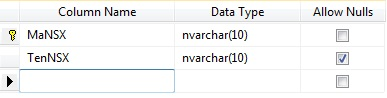 Column Name Data Type Allow Nulls
MaNSX nvarchar(10)
TenNSX nvarchar(10)